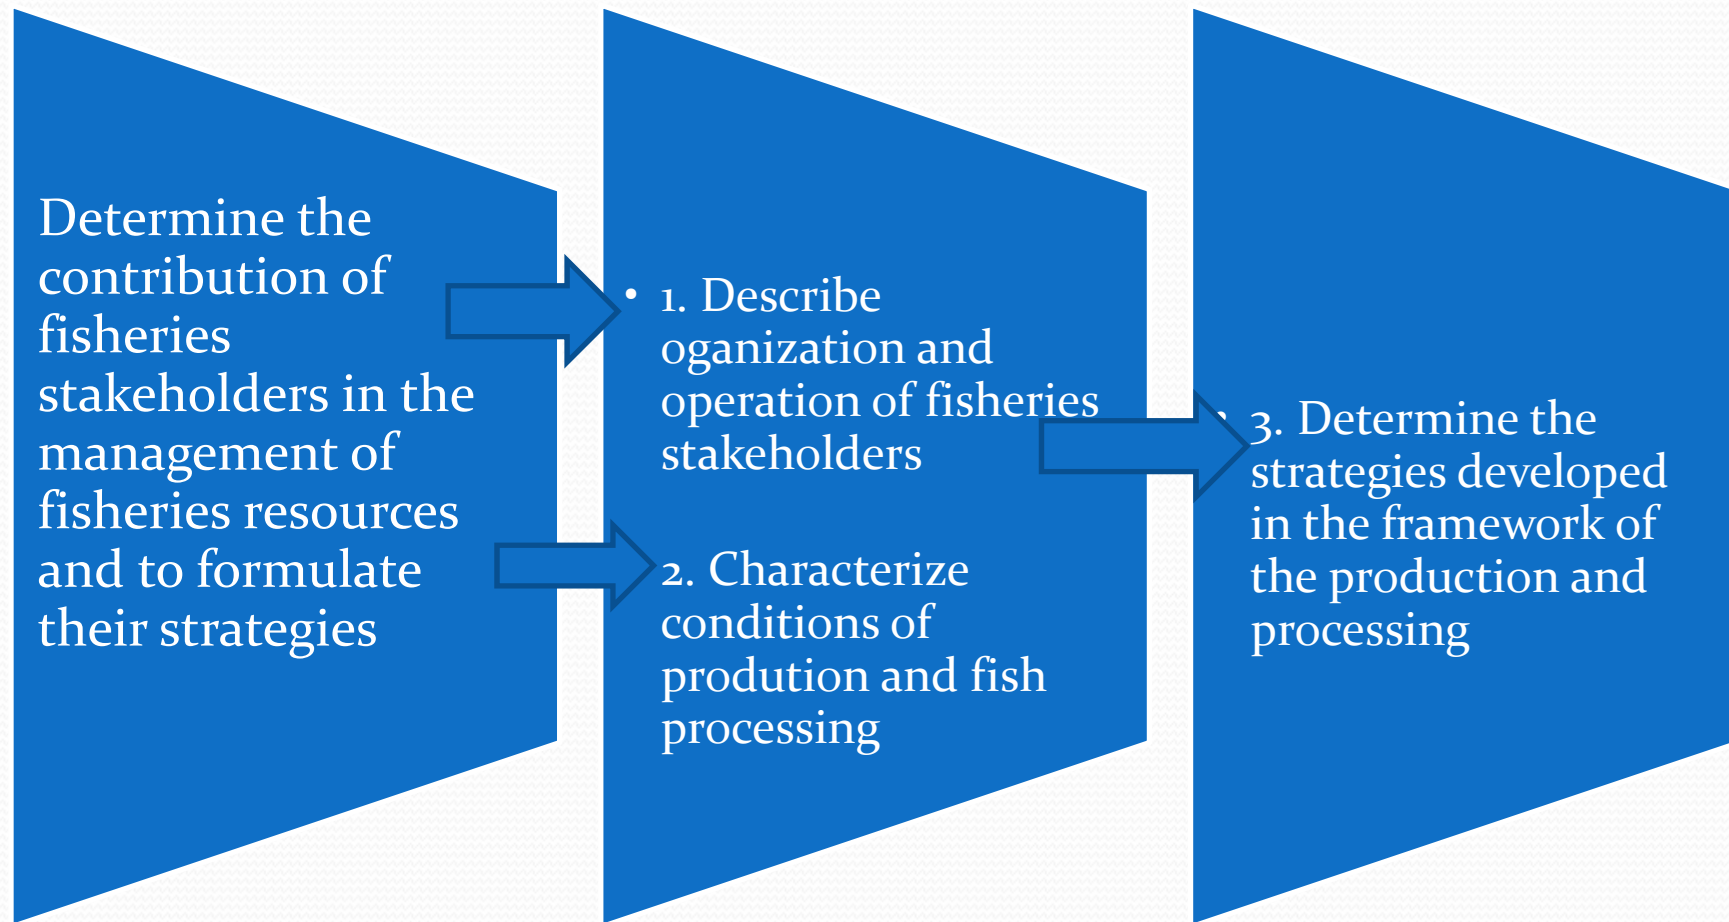 Determine the
contribution of
fisheries
stakeholders in the
management of
fisheries resources
and to formulate
their strategies
• 1. Describe
oganization and
operation of fisheries
stakeholders
2. Characterize
conditions of
prodution and fish
processing
• 3. Determine the
strategies developed
in the framework of
the production and
processing